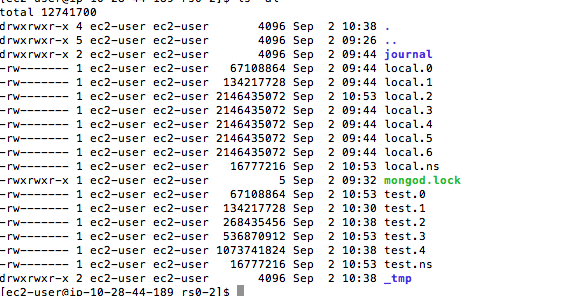 [ec2-user@ip-10-28-44-189 rs0-2]$ ls -al
total 12741700
drwxrwxr-x 4 ec2-user ec2-user       4096 Sep  2 10:38 .
drwxrwxr-x 5 ec2-user ec2-user       4096 Sep  2 09:26 ..
drwxrwxr-x 2 ec2-user ec2-user       4096 Sep  2 09:44 journal
-rw------- 1 ec2-user ec2-user   67108864 Sep  2 09:44 local.0
-rw------- 1 ec2-user ec2-user  134217728 Sep  2 09:44 local.1
-rw------- 1 ec2-user ec2-user 2146435072 Sep  2 10:53 local.2
-rw------- 1 ec2-user ec2-user 2146435072 Sep  2 09:44 local.3
-rw------- 1 ec2-user ec2-user 2146435072 Sep  2 09:44 local.4
-rw------- 1 ec2-user ec2-user 2146435072 Sep  2 09:44 local.5
-rw------- 1 ec2-user ec2-user 2146435072 Sep  2 09:44 local.6
-rw------- 1 ec2-user ec2-user   16777216 Sep  2 10:53 local.ns
-rwxrwxr-x 1 ec2-user ec2-user          5 Sep  2 09:32 mongod.lock
-rw------- 1 ec2-user ec2-user   67108864 Sep  2 10:53 test.0
-rw------- 1 ec2-user ec2-user  134217728 Sep  2 10:30 test.1
-rw------- 1 ec2-user ec2-user  268435456 Sep  2 10:38 test.2
-rw------- 1 ec2-user ec2-user  536870912 Sep  2 10:53 test.3
-rw------- 1 ec2-user ec2-user 1073741824 Sep  2 10:38 test.4
-rw------- 1 ec2-user ec2-user   16777216 Sep  2 10:53 test.ns
drwxrwxr-x 2 ec2-user ec2-user       4096 Sep  2 10:38 _tmp
[ec2-user@ip-10-28-44-189 rs0-2]$